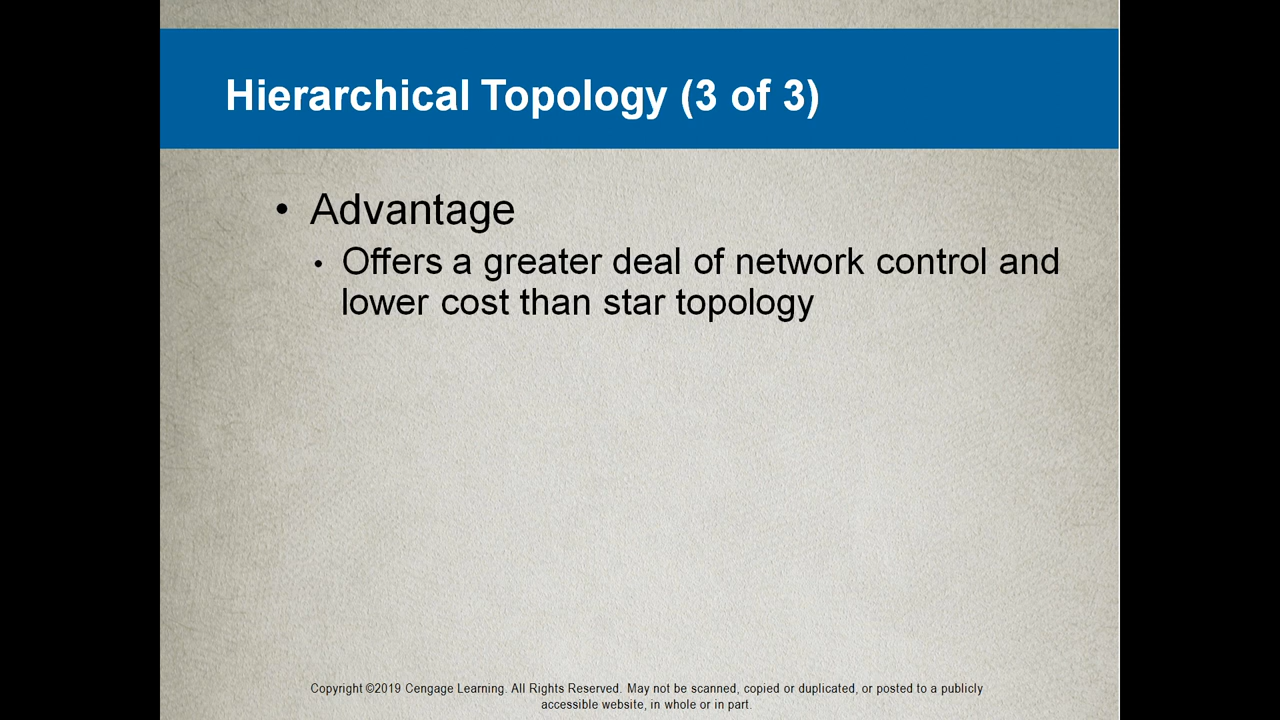 Hierarchical Topology (3 of 3)
• Advantage
• Offers a greater deal of network control and
lower cost than star topology
Copyright ©2019 Cengage Learning. All Rights Reserved. May not be scanned, copied or duplicated, or posted to a publicly
accessible website, in whole or in part.